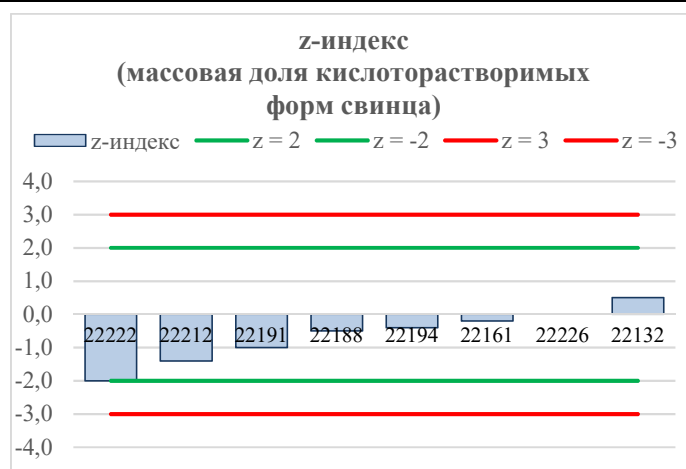 z-индекс
(массовая доля кислоторастворимых
форм свинца)
z-индекс z = 2 z = -2 z = 3 z = -3
4,0
3,0
2,0
1,0
0,0
22222 22212 22191 22188 22194 22161 22226 22132
-1,0
-2,0
-3,0
-4,0